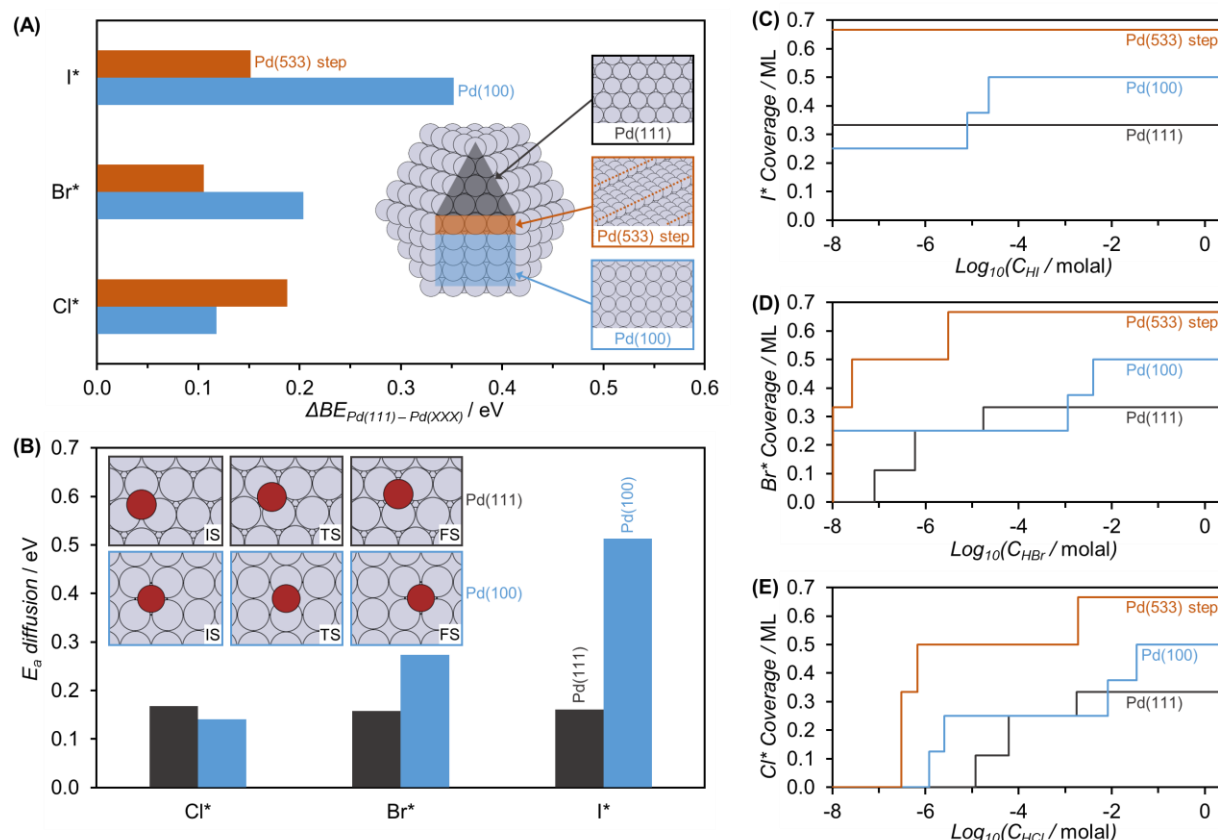 (A)
I*
Br*
Cl*
Pd(533) step
Pd(100)
Pd(111)
Pd(533) step
Pd(100)
0.0 0.1 0.2 0.3 0.4 0.5 0.6
ΔBE Pd(111) – Pd(XXX) / eV
(B)
E_a diffusion / eV
0.7
0.6
0.5
0.4
0.3
0.2
0.1
0.0
IS TS FS Pd(111)
IS TS FS Pd(100)
Pd(111)
Pd(100)
Cl* Br* I*
(C)
I* Coverage / ML
0.7
0.6
0.5
0.4
0.3
0.2
0.1
0.0
Pd(533) step
Pd(100)
Pd(111)
-8 -6 -4 -2 0
Log10(C_HI / molal)
(D)
Br* Coverage / ML
0.7
0.6
0.5
0.4
0.3
0.2
0.1
0.0
Pd(533) step
Pd(100)
Pd(111)
-8 -6 -4 -2 0
Log10(C_HBr / molal)
(E)
Cl* Coverage / ML
0.7
0.6
0.5
0.4
0.3
0.2
0.1
0.0
Pd(533) step
Pd(100)
Pd(111)
-8 -6 -4 -2 0
Log10(C_HCl / molal)